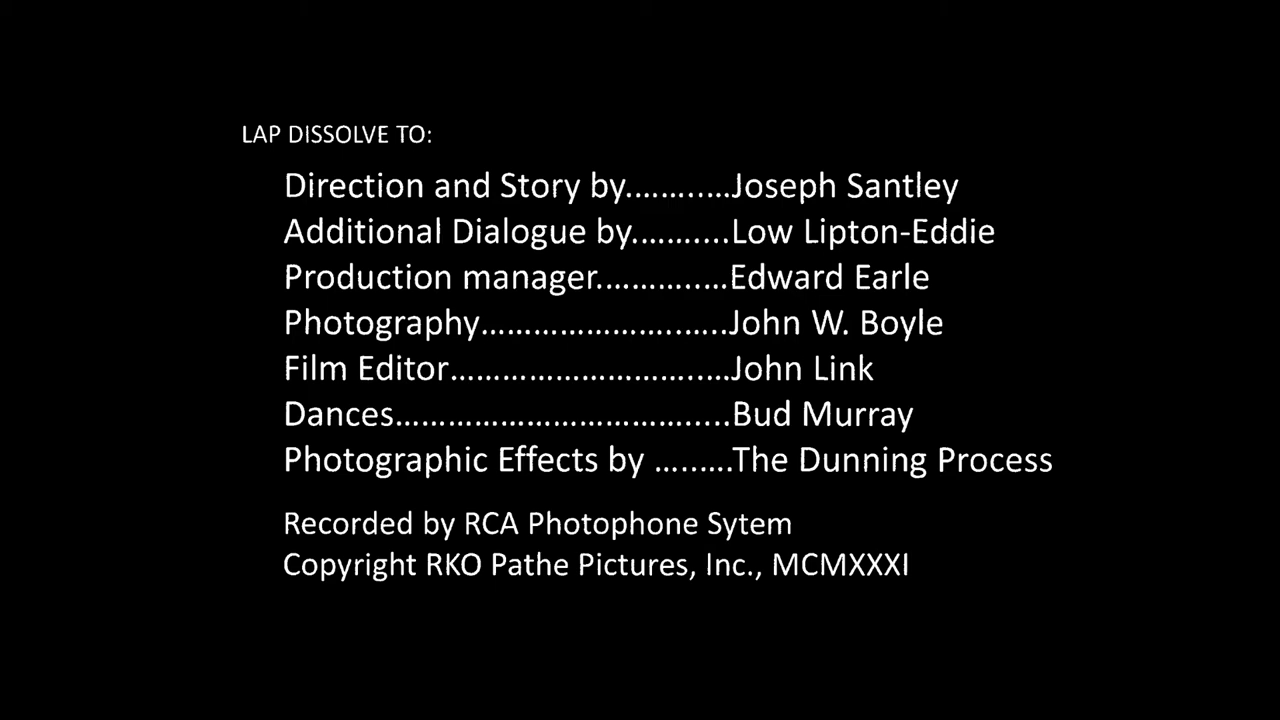 LAP DISSOLVE TO:
Direction and Story by............Joseph Santley
Additional Dialogue by...........Low Lipton-Eddie
Production manager...............Edward Earle
Photography............................John W. Boyle
Film Editor................................John Link
Dances......................................Bud Murray
Photographic Effects by .........The Dunning Process
Recorded by RCA Photophone Sytem
Copyright RKO Pathe Pictures, Inc., MCMXXXI